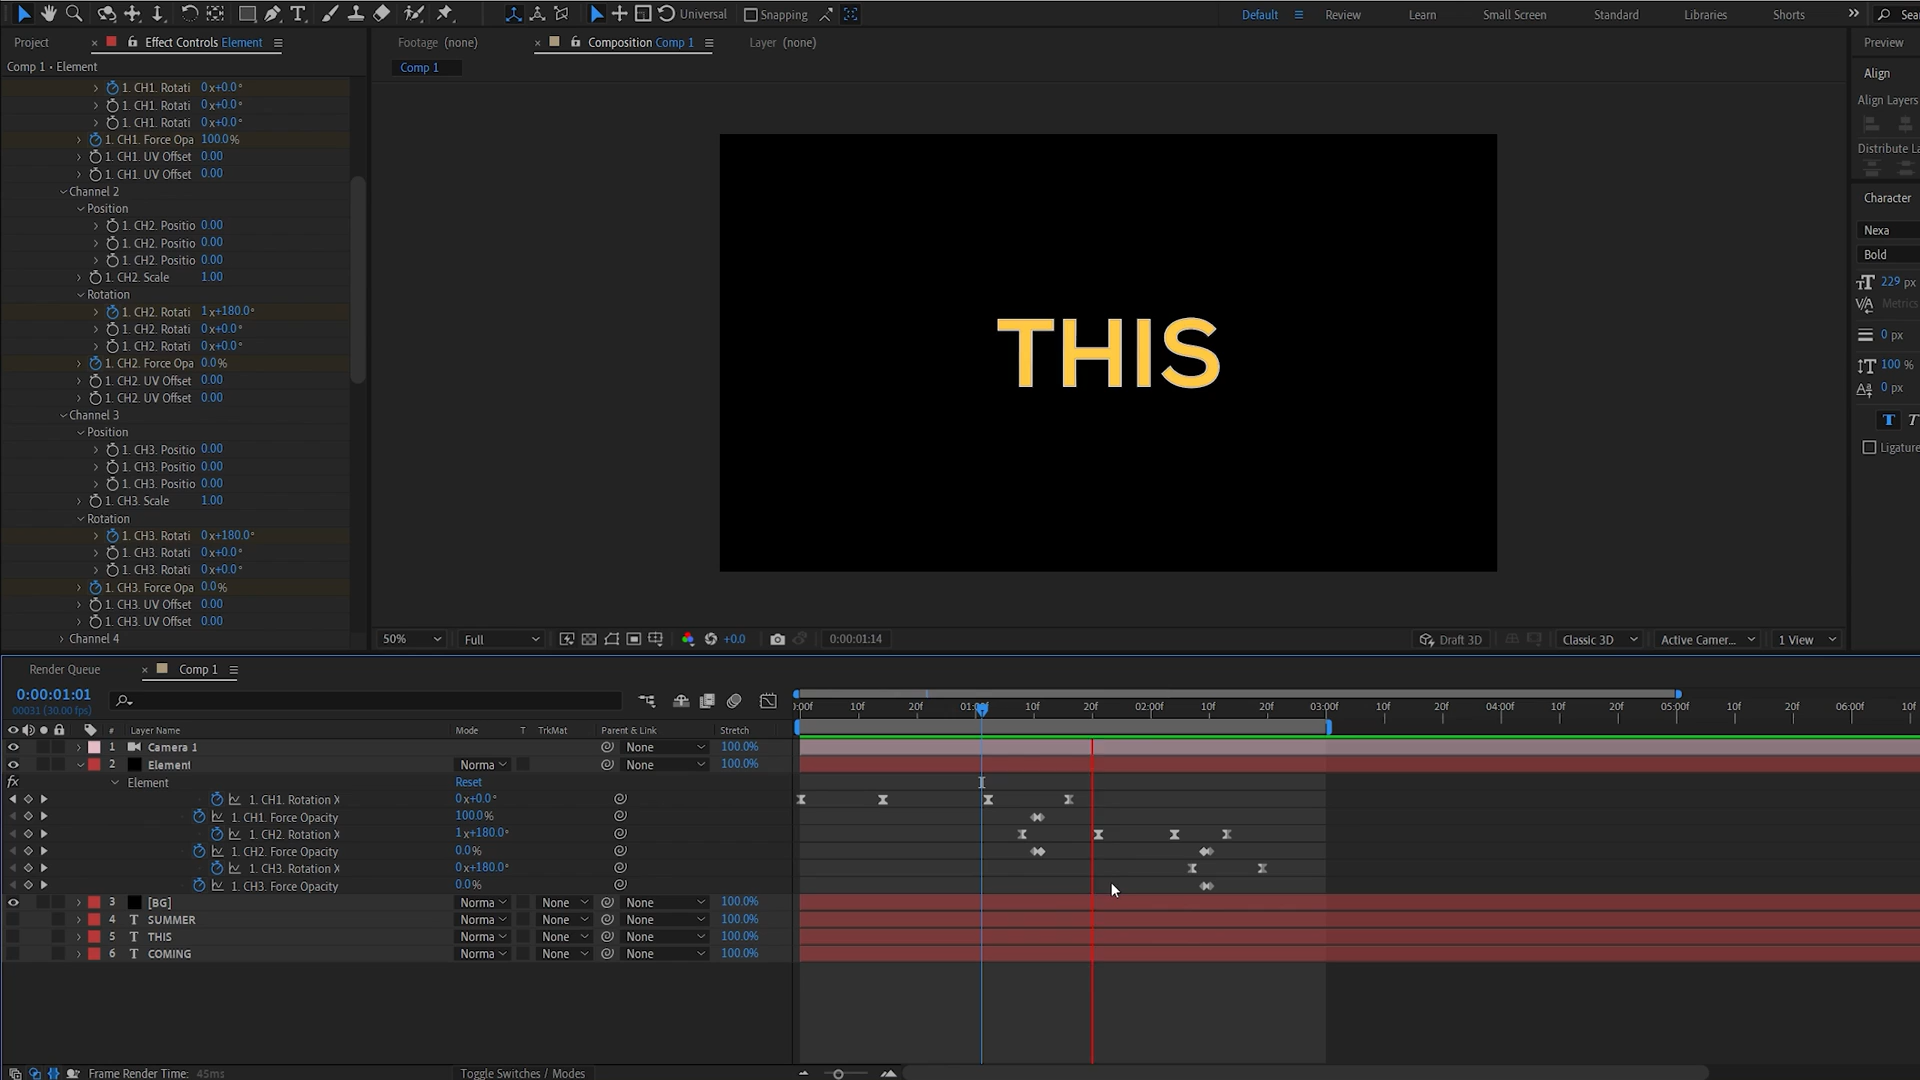 Universal Snapping Default Review Learn Small Screen Standard Libraries Shorts
Project Effect Controls Element Footage (none) Composition Comp 1 Layer (none) Preview
Comp 1 • Element
Comp 1
Align
Align Layers
Distribute La
Character
Nexa
Bold
229 px
Metrics
0 px
100 %
0 px
Ligature
1. CH1. Rotati 0x+0.0°
1. CH1. Rotati 0x+0.0°
1. CH1. Rotati 0x+0.0°
1. CH1. Force Opa 100.0%
1. CH1. UV Offset 0.00
1. CH1. UV Offset 0.00
Channel 2
Position
1. CH2. Positio 0.00
1. CH2. Positio 0.00
1. CH2. Positio 0.00
1. CH2. Scale 1.00
Rotation
1. CH2. Rotati 1x+180.0°
1. CH2. Rotati 0x+0.0°
1. CH2. Rotati 0x+0.0°
1. CH2. Force Opa 0.0%
1. CH2. UV Offset 0.00
1. CH2. UV Offset 0.00
Channel 3
Position
1. CH3. Positio 0.00
1. CH3. Positio 0.00
1. CH3. Positio 0.00
1. CH3. Scale 1.00
Rotation
1. CH3. Rotati 0x+180.0°
1. CH3. Rotati 0x+0.0°
1. CH3. Rotati 0x+0.0°
1. CH3. Force Opa 0.0%
1. CH3. UV Offset 0.00
1. CH3. UV Offset 0.00
Channel 4
THIS
50% Full +0.0 0:00:01:14 Draft 3D Classic 3D Active Camer... 1 View
Render Queue Comp 1
0:00:01:01
00031 (30.00 fps)
:00f 10f 20f 01:00f 10f 20f 02:00f 10f 20f 03:00f 10f 20f 04:00f 10f 20f 05:00f 10f 20f 06:00f 10f
# Layer Name Mode T TrkMat Parent & Link Stretch
1 Camera 1 None 100.0%
2 Element Norma None 100.0%
fx Element Reset
1. CH1. Rotation X 0x+0.0°
1. CH1. Force Opacity 100.0%
1. CH2. Rotation X 1x+180.0°
1. CH2. Force Opacity 0.0%
1. CH3. Rotation X 0x+180.0°
1. CH3. Force Opacity 0.0%
3 [BG] Norma None None 100.0%
4 T SUMMER Norma None None 100.0%
5 T THIS Norma None None 100.0%
6 T COMING Norma None None 100.0%
Frame Render Time: 45ms Toggle Switches / Modes